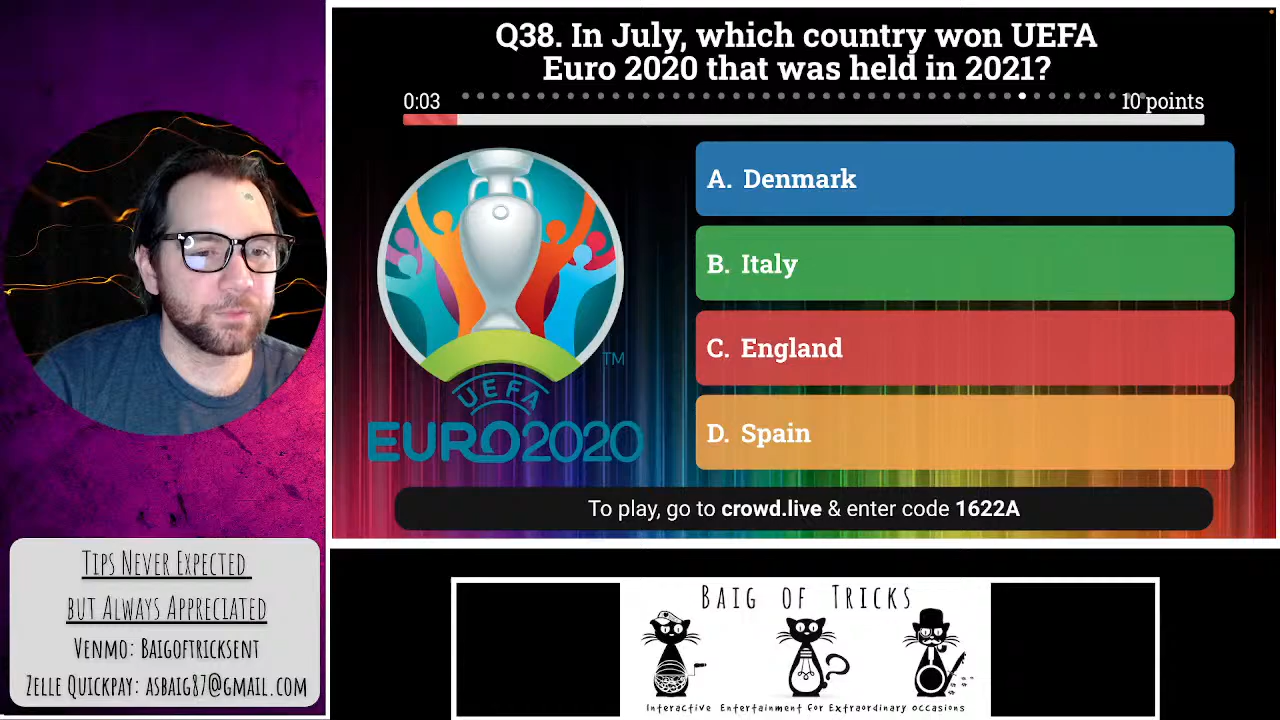 Q38. In July, which country won UEFA
Euro 2020 that was held in 2021?
0:03
10 points
A. Denmark
B. Italy
C. England
D. Spain
TM
UEFA
EURO2020
To play, go to crowd.live & enter code 1622A
Tips Never Expected
but Always Appreciated
Venmo: Baigoftricksent
Zelle Quickpay: asbaig87@gmail.com
Baig of Tricks
Interactive Entertainment for Extraordinary Occasions